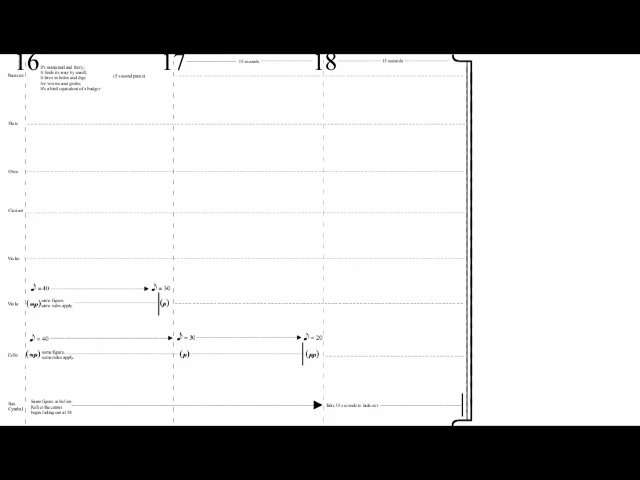 16 17 18
It's nocturnal and furry,
It finds its way by smell;
It lives in holes and digs
for worms and grubs;
It's a bird equivalent of a badger
(5 second pause)
15 seconds
15 seconds
Narrator
Flute
Oboe
Clarinet
Violin
♪ = 40 ♪ = 30
Viola (mp) same figure, (p)
same rules apply.
♪ = 40 ♪ = 30 ♪ = 20
Cello (mp) same figure, (p) (pp)
same rules apply.
Sus.
Cymbal
Same figure as before.
Roll at the center
begin fading out at 18
Take 15 seconds to fade out